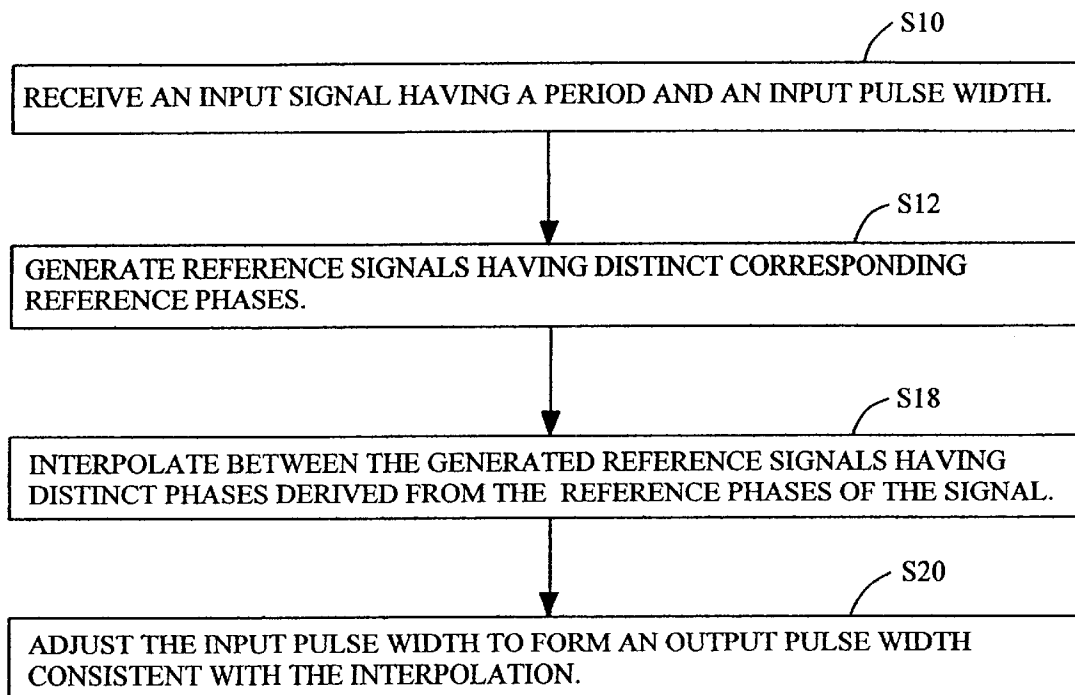 S10
RECEIVE AN INPUT SIGNAL HAVING A PERIOD AND AN INPUT PULSE WIDTH.
S12
GENERATE REFERENCE SIGNALS HAVING DISTINCT CORRESPONDING
REFERENCE PHASES.
S18
INTERPOLATE BETWEEN THE GENERATED REFERENCE SIGNALS HAVING
DISTINCT PHASES DERIVED FROM THE REFERENCE PHASES OF THE SIGNAL.
S20
ADJUST THE INPUT PULSE WIDTH TO FORM AN OUTPUT PULSE WIDTH
CONSISTENT WITH THE INTERPOLATION.